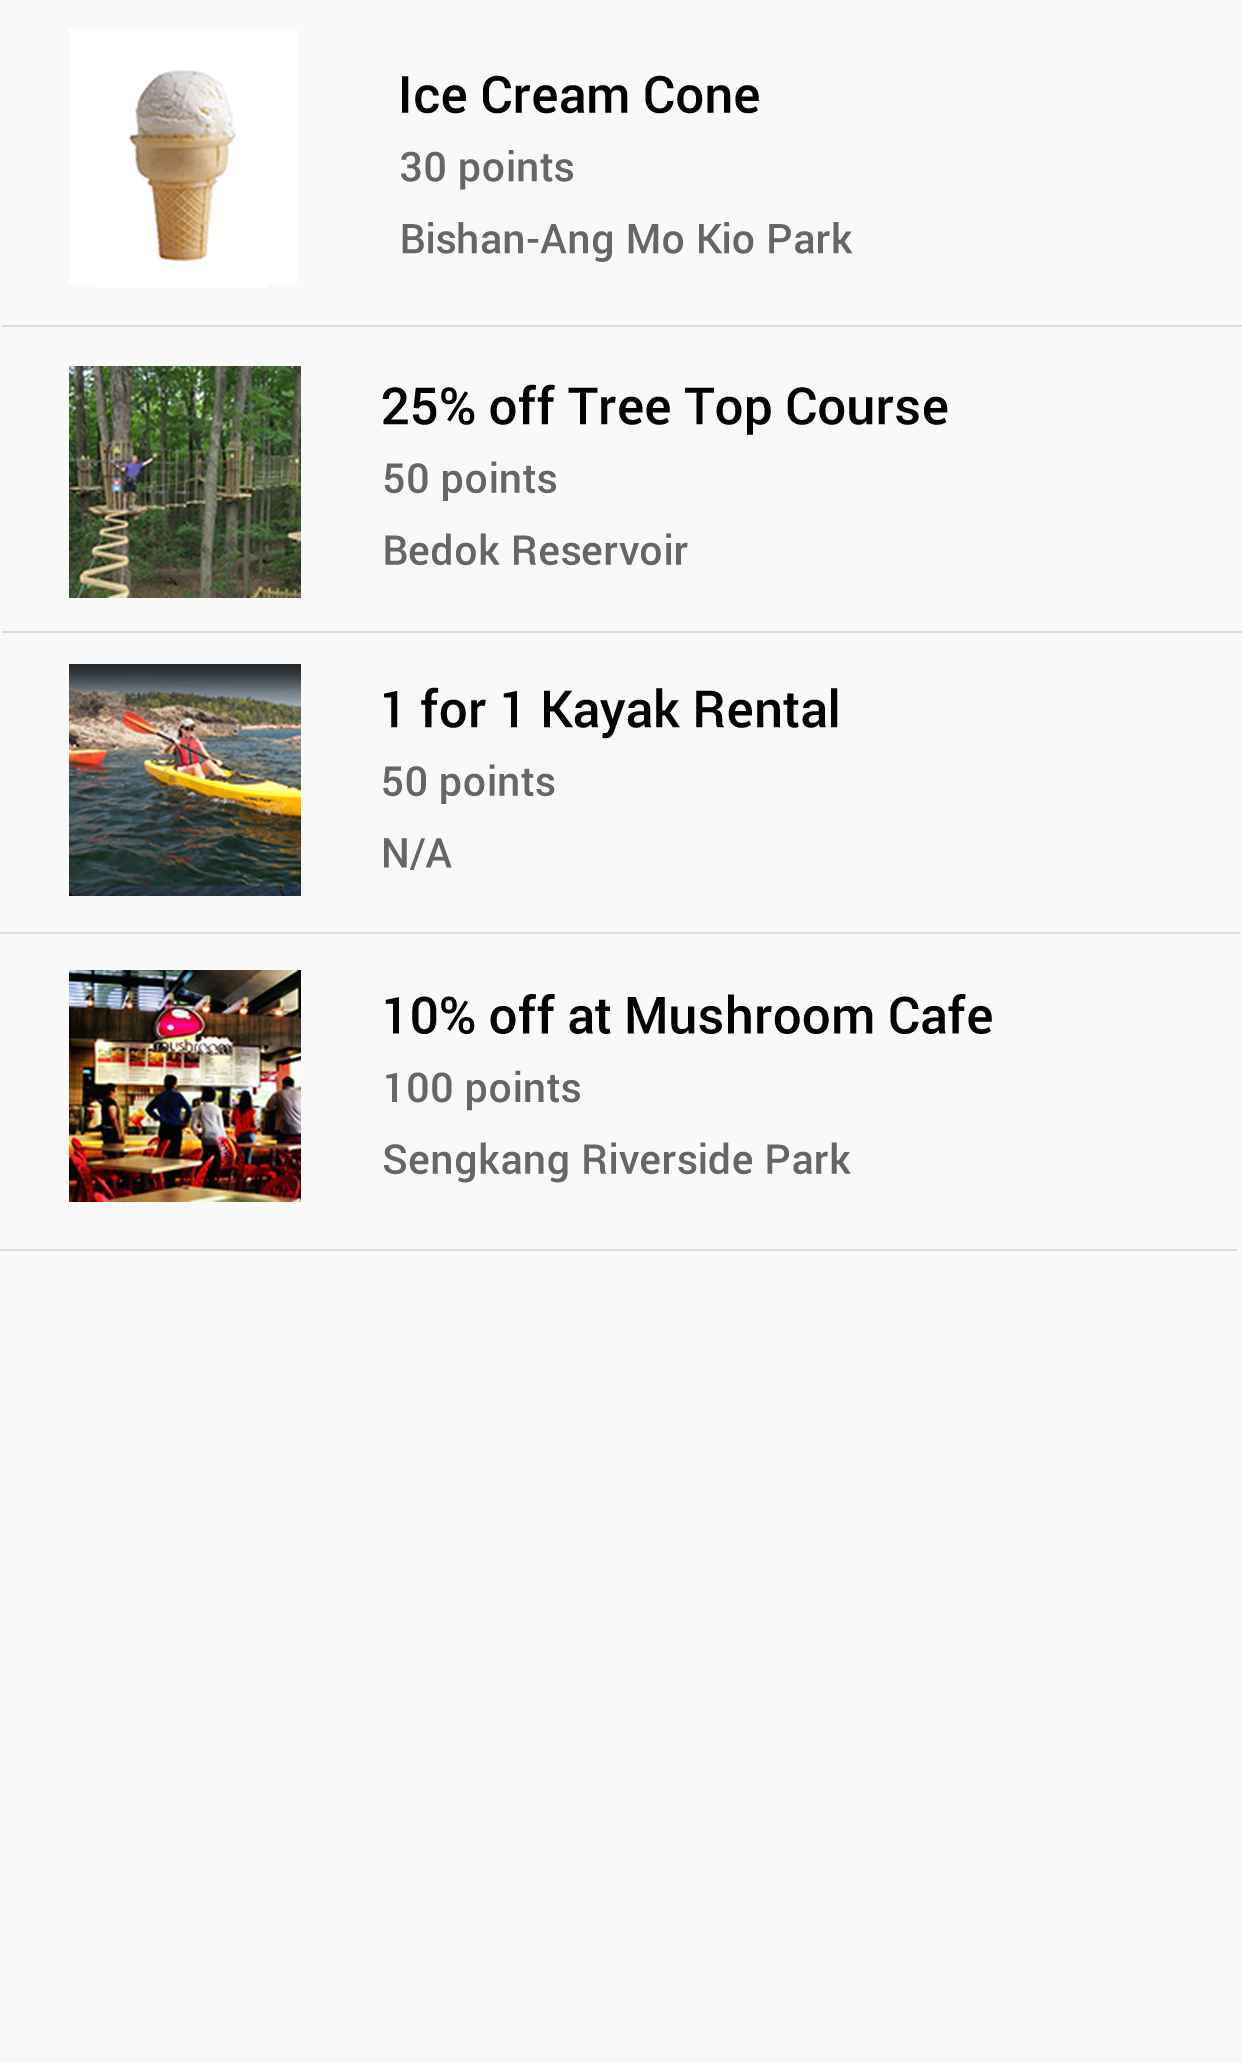 Ice Cream Cone
30 points
Bishan-Ang Mo Kio Park
25% off Tree Top Course
50 points
Bedok Reservoir
1 for 1 Kayak Rental
50 points
N/A
10% off at Mushroom Cafe
100 points
Sengkang Riverside Park
mushroom